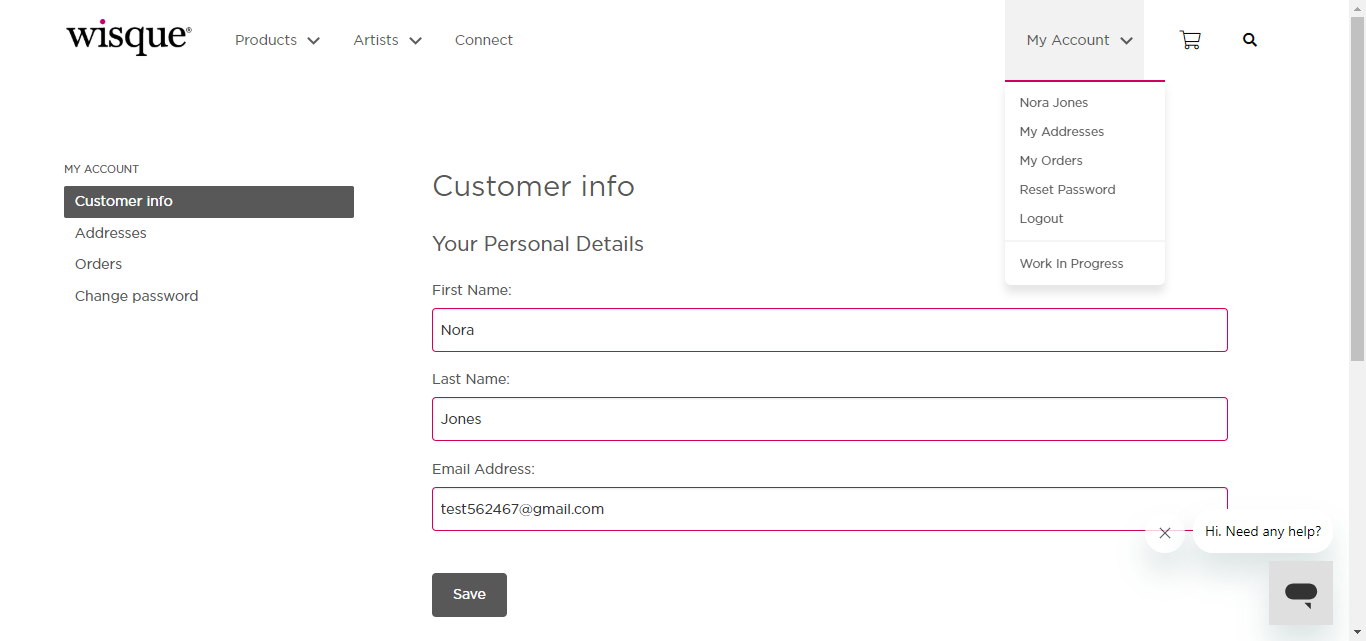 wisque®
Products
Artists
Connect
My Account
Nora Jones
My Addresses
My Orders
Reset Password
Logout
Work In Progress
MY ACCOUNT
Customer info
Addresses
Orders
Change password
Customer info
Your Personal Details
First Name:
Nora
Last Name:
Jones
Email Address:
test562467@gmail.com
Save
Hi. Need any help?